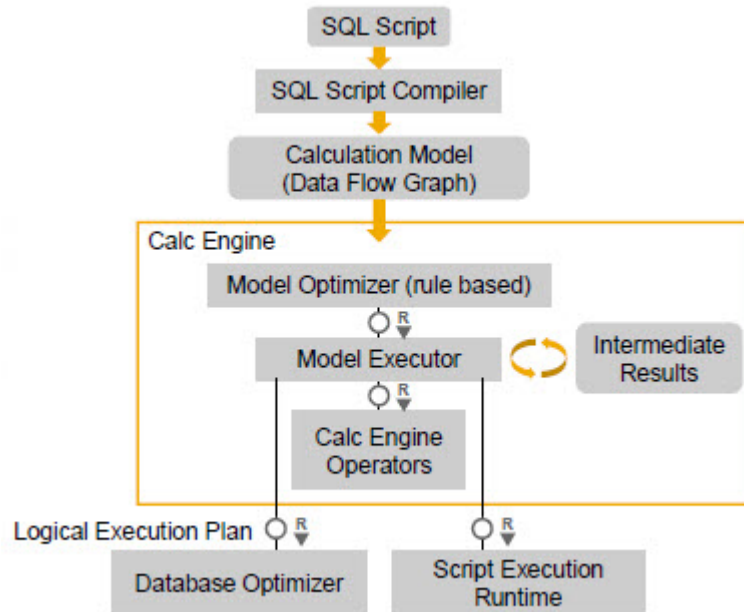 SQL Script
SQL Script Compiler
Calculation Model
(Data Flow Graph)
Calc Engine
Model Optimizer (rule based)
R
Model Executor
Intermediate
Results
R
Calc Engine
Operators
Logical Execution Plan
R
R
Database Optimizer
Script Execution
Runtime